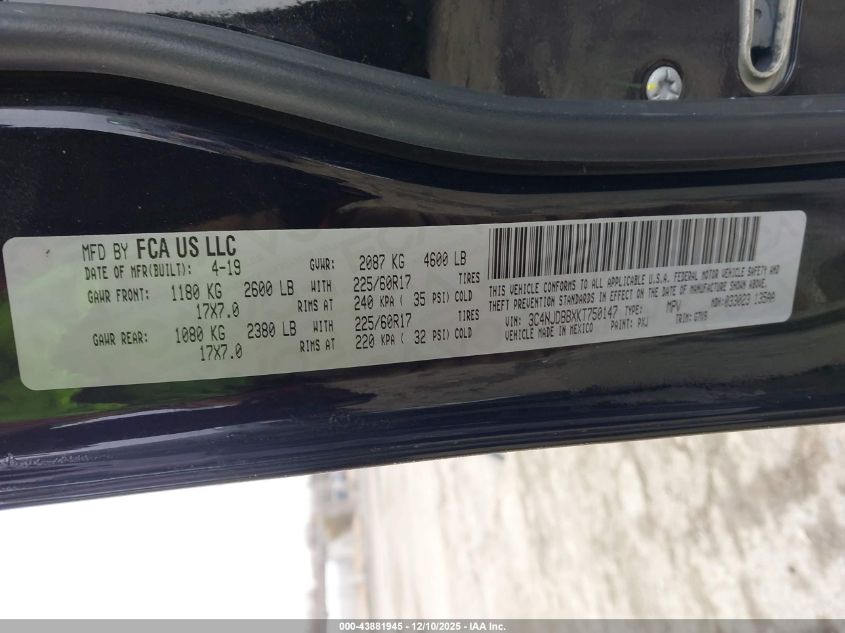 MFD BY FCA US LLC
DATE OF MFR(BUILT): 4-19
GVWR: 2087 KG 4600 LB
GAWR FRONT: 1180 KG 2600 LB WITH 225/60R17 TIRES
17X7.0 RIMS AT 240 KPA ( 35 PSI) COLD
GAWR REAR: 1080 KG 2380 LB WITH 225/60R17 TIRES
17X7.0 RIMS AT 220 KPA ( 32 PSI) COLD
THIS VEHICLE CONFORMS TO ALL APPLICABLE U.S.A. FEDERAL MOTOR VEHICLE SAFETY AND
THEFT PREVENTION STANDARDS IN EFFECT ON THE DATE OF MANUFACTURE SHOWN ABOVE.
VIN: 3C4NJDBBXKT750147 TYPE: MPV MDH: 033023 135AA
VEHICLE MADE IN MEXICO PAINT: PXJ TRIM: 
000-43881945 - 12/10/2025 - IAA Inc.